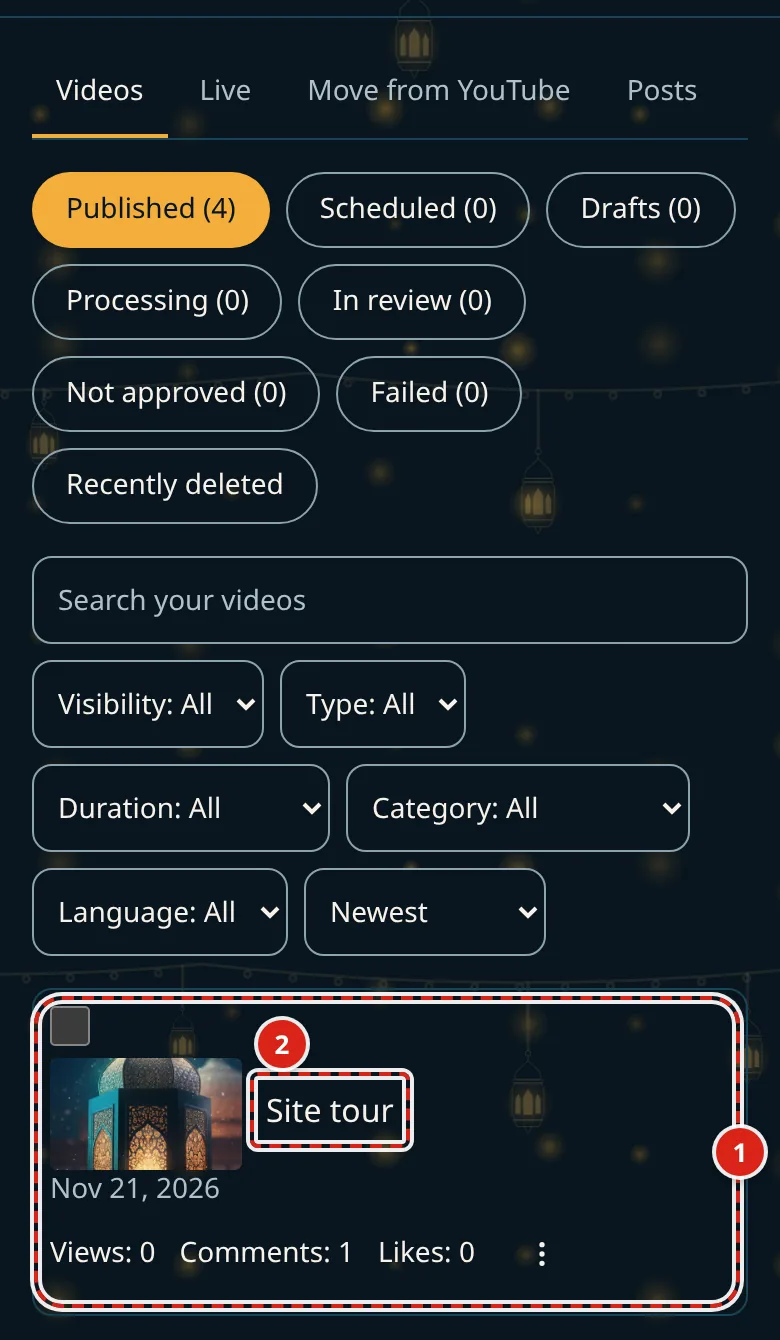 Videos Live Move from YouTube Posts
Published (4) Scheduled (0) Drafts (0)
Processing (0) In review (0)
Not approved (0) Failed (0)
Recently deleted
Search your videos
Visibility: All Type: All
Duration: All Category: All
Language: All Newest
2
Site tour
1
Nov 21, 2026
Views: 0 Comments: 1 Likes: 0